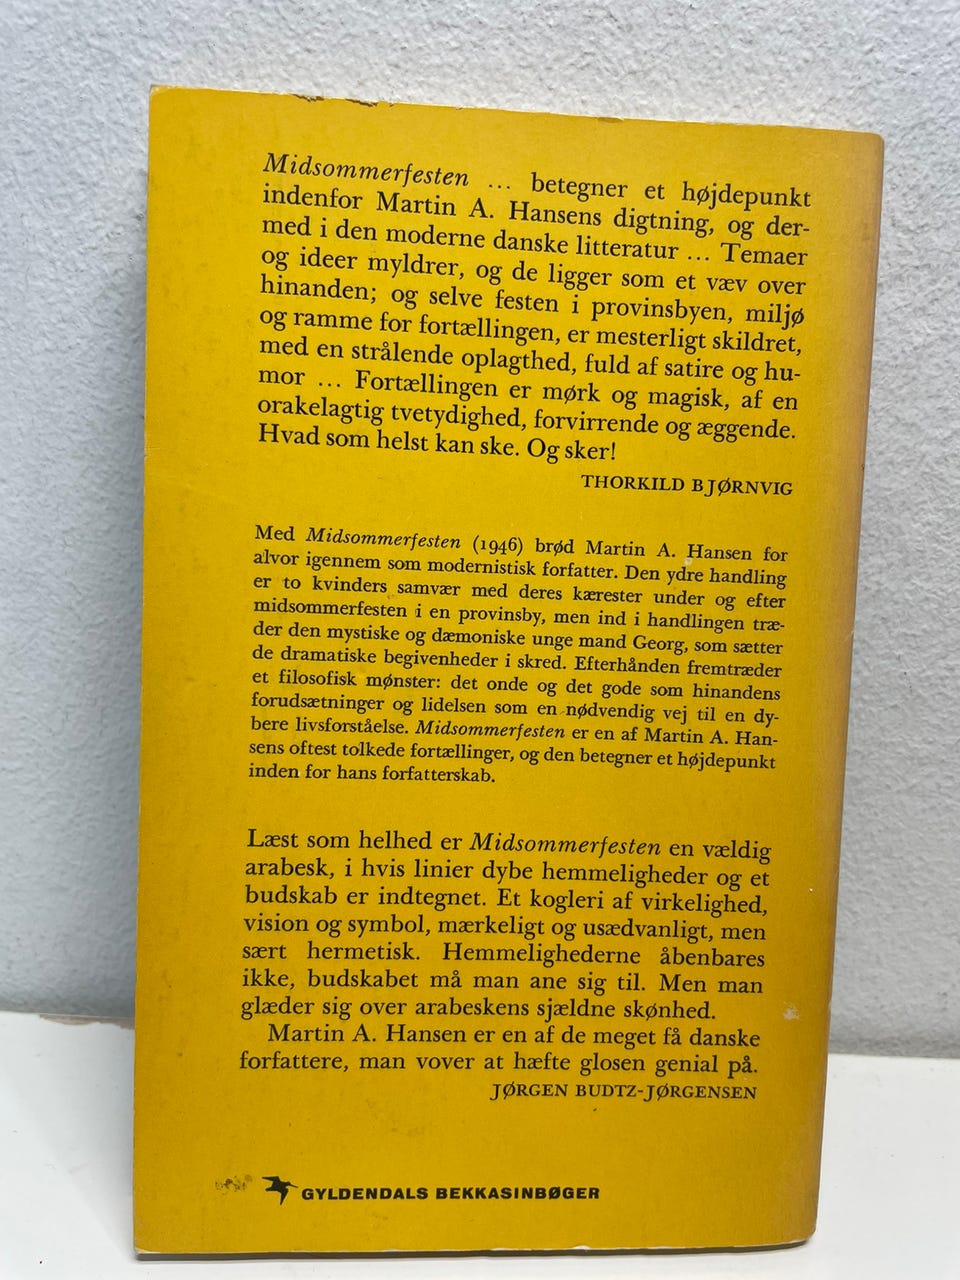 Midsommerfesten ... betegner et højdepunkt
indenfor Martin A. Hansens digtning, og der-
med i den moderne danske litteratur ... Temaer
og ideer myldrer, og de ligger som et væv over
hinanden; og selve festen i provinsbyen, miljø
og ramme for fortællingen, er mesterligt skildret,
med en strålende oplagthed, fuld af satire og hu-
mor ... Fortællingen er mørk og magisk, af en
orakelagtig tvetydighed, forvirrende og æggende.
Hvad som helst kan ske. Og sker!
THORKILD BJØRNVIG
Med Midsommerfesten (1946) brød Martin A. Hansen for
alvor igennem som modernistisk forfatter. Den ydre handling
er to kvinders samvær med deres kærester under og efter
midsommerfesten i en provinsby, men ind i handlingen træ-
der den mystiske og dæmoniske unge mand Georg, som sætter
de dramatiske begivenheder i skred. Efterhånden fremtræder
et filosofisk mønster: det onde og det gode som hinandens
forudsætninger og lidelsen som en nødvendig vej til en dy-
bere livsforståelse. Midsommerfesten er en af Martin A. Han-
sens oftest tolkede fortællinger, og den betegner et højdepunkt
inden for hans forfatterskab.
Læst som helhed er Midsommerfesten en vældig
arabesk, i hvis linier dybe hemmeligheder og et
budskab er indtegnet. Et kogleri af virkelighed,
vision og symbol, mærkeligt og usædvanligt, men
sært hermetisk. Hemmelighederne åbenbares
ikke, budskabet må man ane sig til. Men man
glæder sig over arabeskens sjældne skønhed.
Martin A. Hansen er en af de meget få danske
forfattere, man vover at hæfte glosen genial på.
JØRGEN BUDTZ-JØRGENSEN
GYLDENDALS BEKKASINBØGER